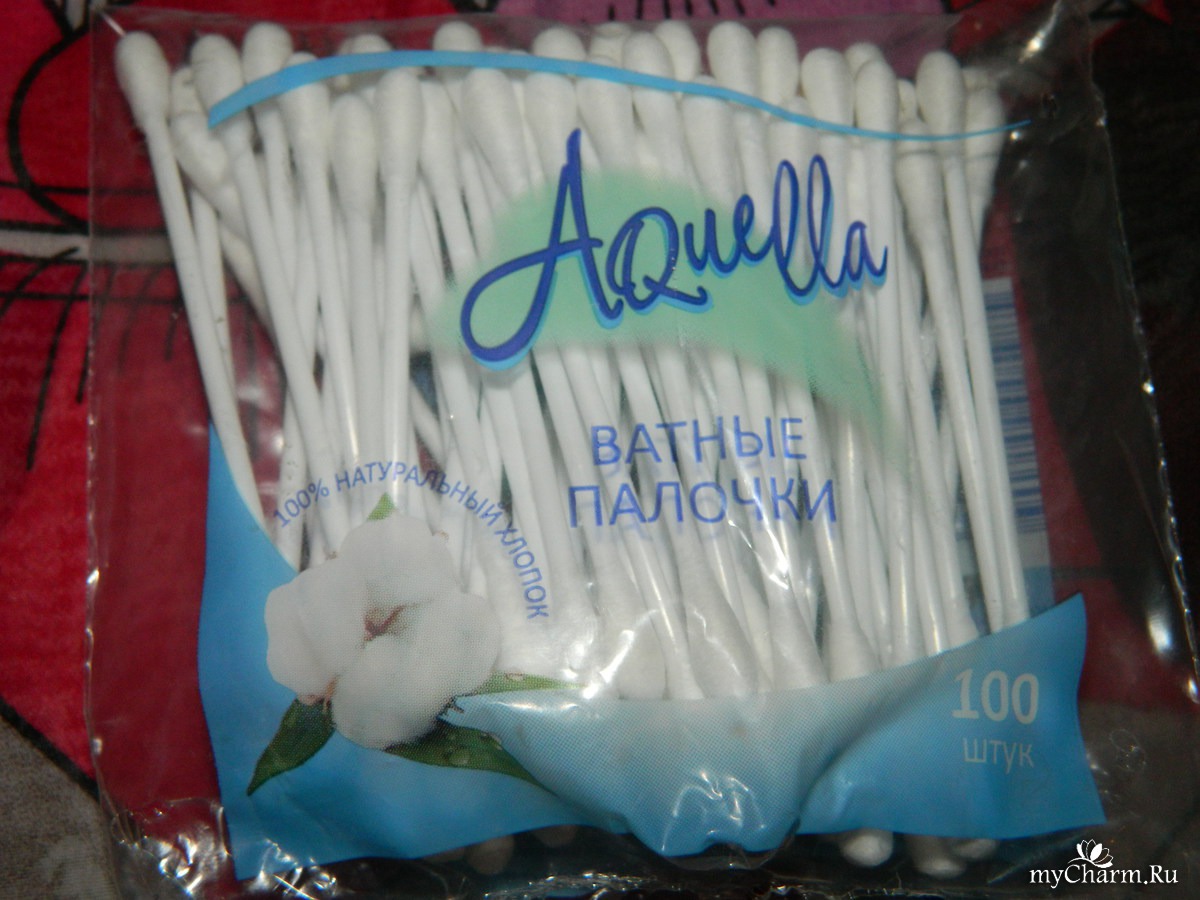 Aquella
ВАТНЫЕ
ПАЛОЧКИ
100% НАТУРАЛЬНЫЙ ХЛОПОК
100
штук
myCharm.Ru